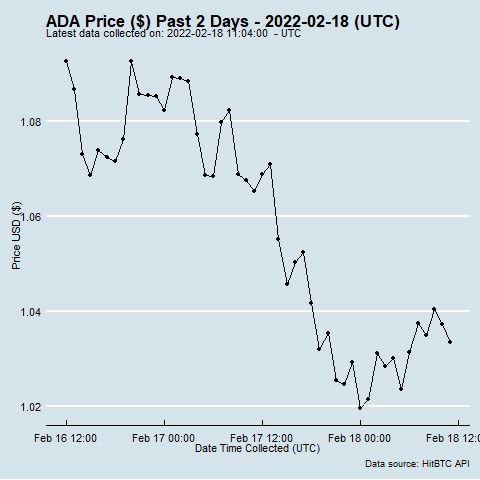 ADA Price ($) Past 2 Days - 2022-02-18 (UTC)
Latest data collected on: 2022-02-18 11:04:00 - UTC
1.08
1.06
1.04
1.02
Price USD ($)
Feb 16 12:00 Feb 17 00:00 Feb 17 12:00 Feb 18 00:00 Feb 18 12:00
Date Time Collected (UTC)
Data source: HitBTC API